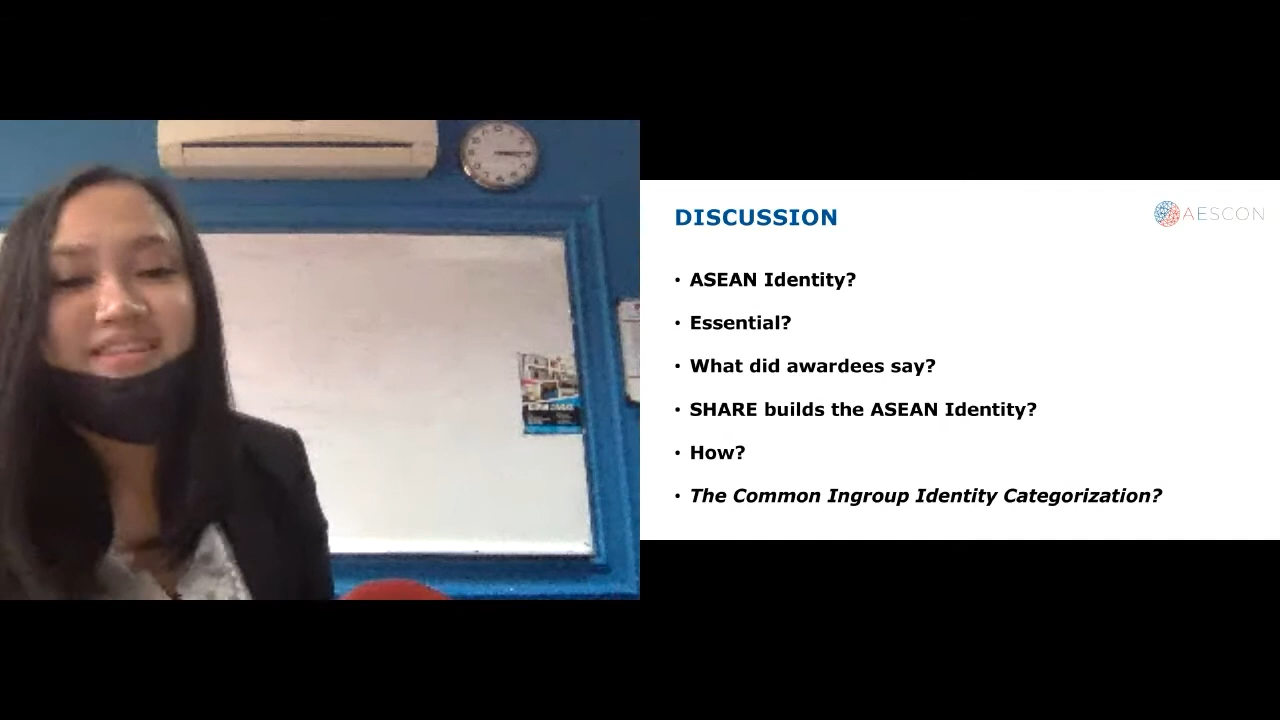 DISCUSSION
AESCON
• ASEAN Identity?
• Essential?
• What did awardees say?
• SHARE builds the ASEAN Identity?
• How?
• The Common Ingroup Identity Categorization?